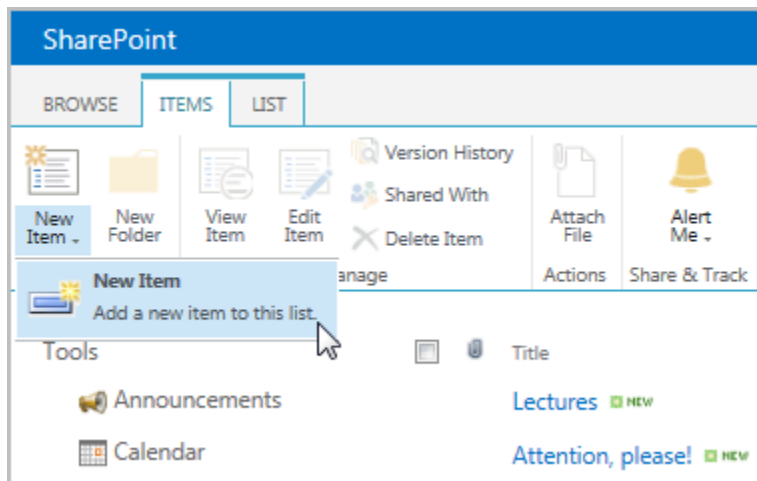 SharePoint
BROWSE ITEMS LIST
New Item
New Folder
View Item
Edit Item
Version History
Shared With
Delete Item
Attach File
Alert Me
anage
Actions
Share & Track
New Item
Add a new item to this list.
Tools
Title
Announcements
Lectures NEW
Calendar
Attention, please! NEW